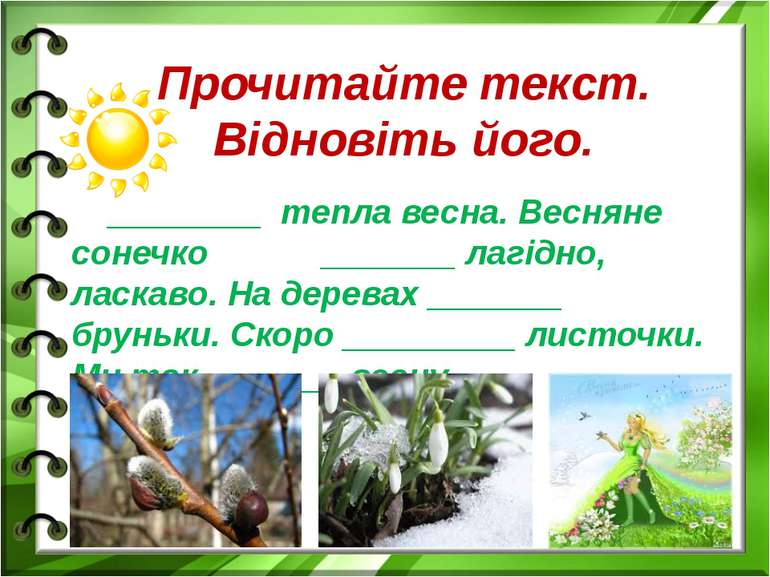 Прочитайте текст.
Відновіть його.
________ тепла весна. Весняне
сонечко _______ лагідно,
ласкаво. На деревах _______
бруньки. Скоро _________ листочки.